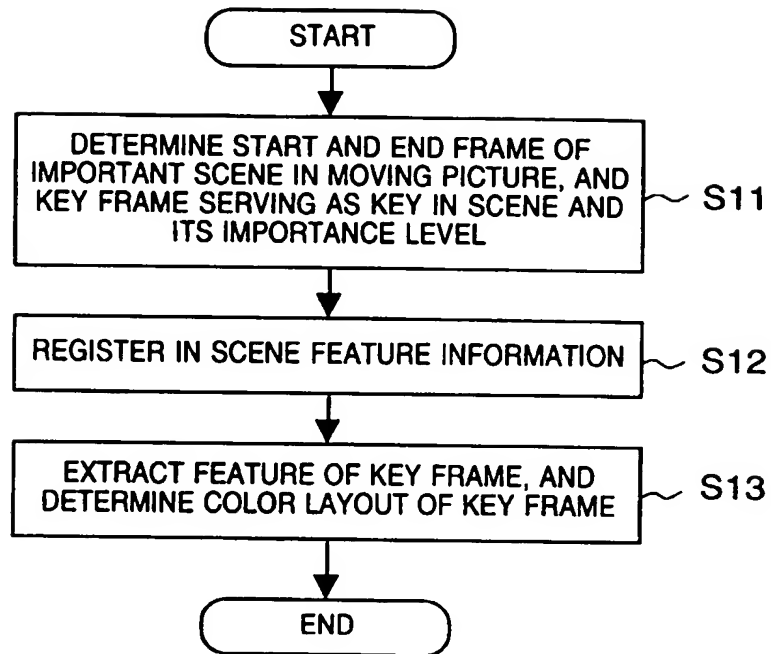 START
DETERMINE START AND END FRAME OF
IMPORTANT SCENE IN MOVING PICTURE, AND
KEY FRAME SERVING AS KEY IN SCENE AND
ITS IMPORTANCE LEVEL
S11
REGISTER IN SCENE FEATURE INFORMATION
S12
EXTRACT FEATURE OF KEY FRAME, AND
DETERMINE COLOR LAYOUT OF KEY FRAME
S13
END